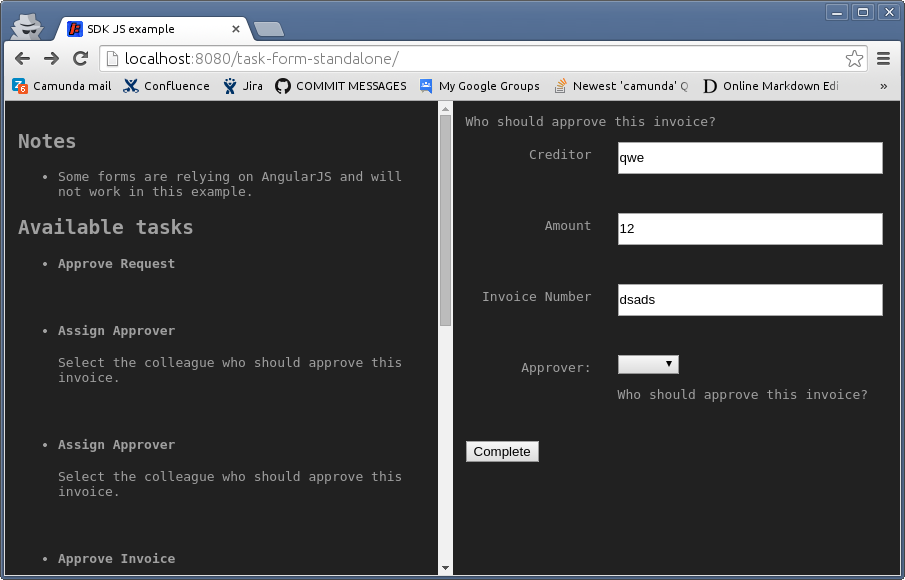 SDK JS example
localhost:8080/task-form-standalone/
Camunda mail Confluence Jira COMMIT MESSAGES My Google Groups Newest 'camunda' Q Online Markdown Edi »
Notes
• Some forms are relying on AngularJS and will
not work in this example.
Available tasks
• Approve Request
• Assign Approver
Select the colleague who should approve this
invoice.
• Assign Approver
Select the colleague who should approve this
invoice.
• Approve Invoice
Who should approve this invoice?
Creditor qwe
Amount 12
Invoice Number dsads
Approver:
Who should approve this invoice?
Complete